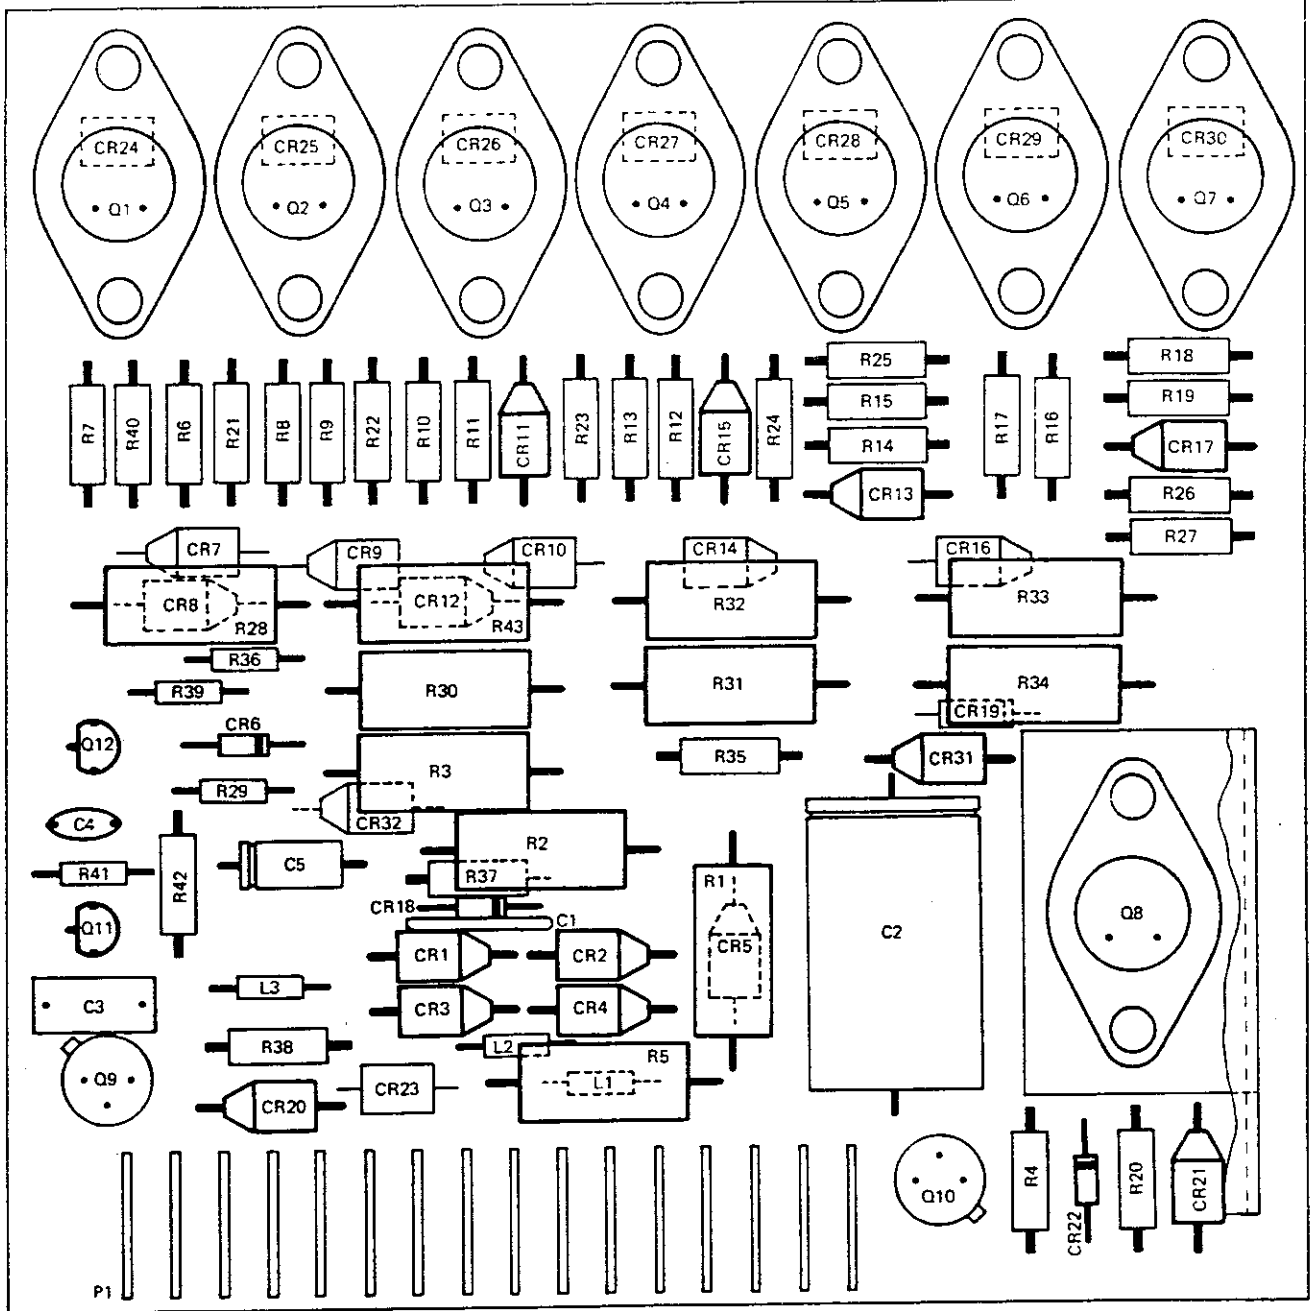 CR24 CR25 CR26 CR27 CR28 CR29 CR30
Q1 Q2 Q3 Q4 Q5 Q6 Q7
R7 R40 R6 R21 R8 R9 R22 R10 R11 CR11 R23 R13 R12 CR15 R24
R25
R15
R14
CR13
R17 R16
R18
R19
CR17
R26
R27
CR7 CR9 CR10 CR14 CR16
CR8 CR12 R32 R33
R28 R43
R36
R39 R30 R31 R34
CR19
CR6
Q12 R35 CR31
R3
R29
CR32
C4
R2
R41 R42 C5 R37 R1
CR18
C1
Q11 CR1 CR2 CR5 C2 Q8
L3
C3 CR3 CR4
R38 L2 R5
Q9 CR23 L1
CR20
Q10 R4 CR22 R20 CR21
P1